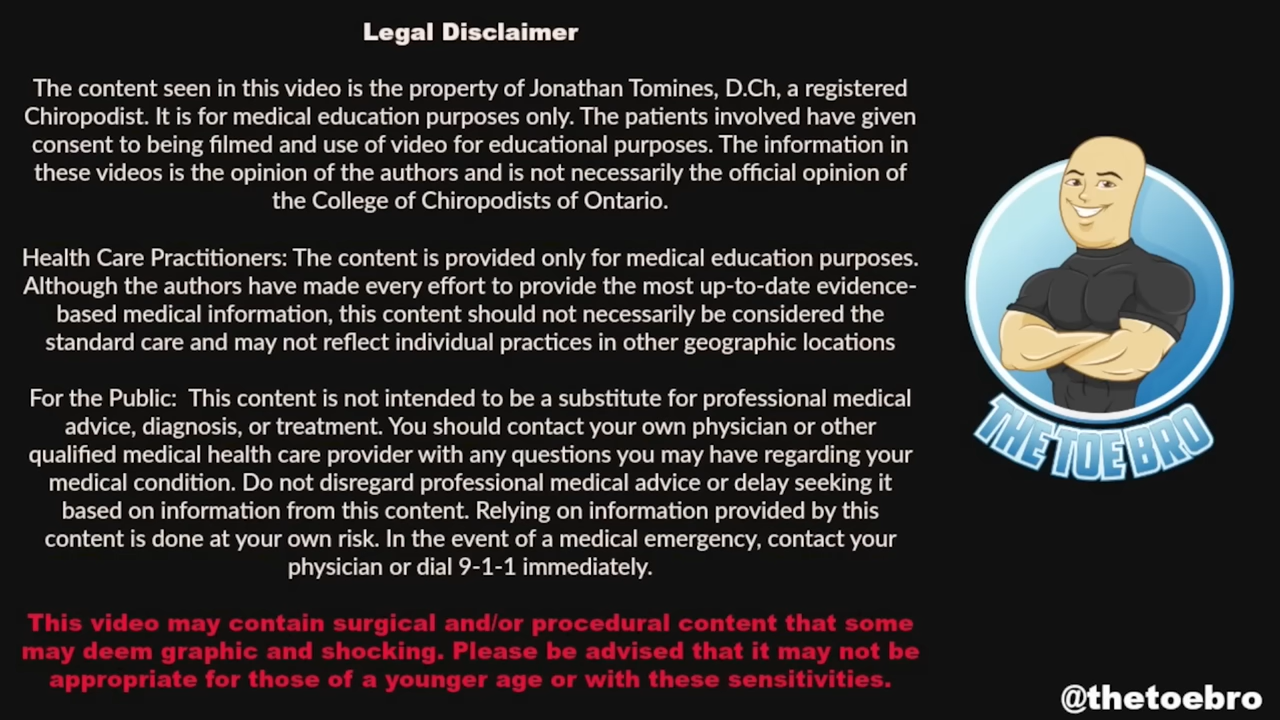 Legal Disclaimer
The content seen in this video is the property of Jonathan Tomines, D.Ch, a registered
Chiropodist. It is for medical education purposes only. The patients involved have given
consent to being filmed and use of video for educational purposes. The information in
these videos is the opinion of the authors and is not necessarily the official opinion of
the College of Chiropodists of Ontario.
Health Care Practitioners: The content is provided only for medical education purposes.
Although the authors have made every effort to provide the most up-to-date evidence-
based medical information, this content should not necessarily be considered the
standard care and may not reflect individual practices in other geographic locations
For the Public:  This content is not intended to be a substitute for professional medical
advice, diagnosis, or treatment. You should contact your own physician or other
qualified medical health care provider with any questions you may have regarding your
medical condition. Do not disregard professional medical advice or delay seeking it
based on information from this content. Relying on information provided by this
content is done at your own risk. In the event of a medical emergency, contact your
physician or dial 9-1-1 immediately.
This video may contain surgical and/or procedural content that some
may deem graphic and shocking. Please be advised that it may not be
appropriate for those of a younger age or with these sensitivities.
THE TOE BRO
@thetoebro